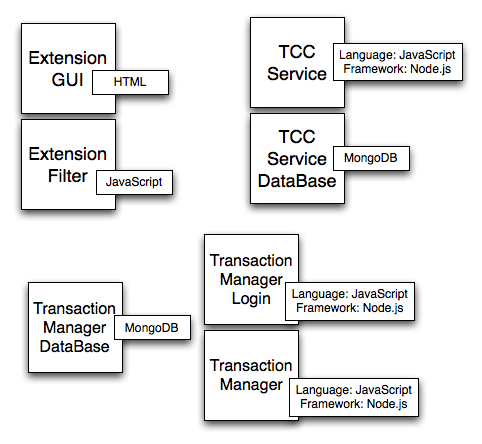 Extension
GUI
HTML
Extension
Filter
JavaScript
TCC
Service
Language: JavaScript
Framework: Node.js
TCC
Service
DataBase
MongoDB
Transaction
Manager
DataBase
MongoDB
Transaction
Manager
Login
Language: JavaScript
Framework: Node.js
Transaction
Manager
Language: JavaScript
Framework: Node.js